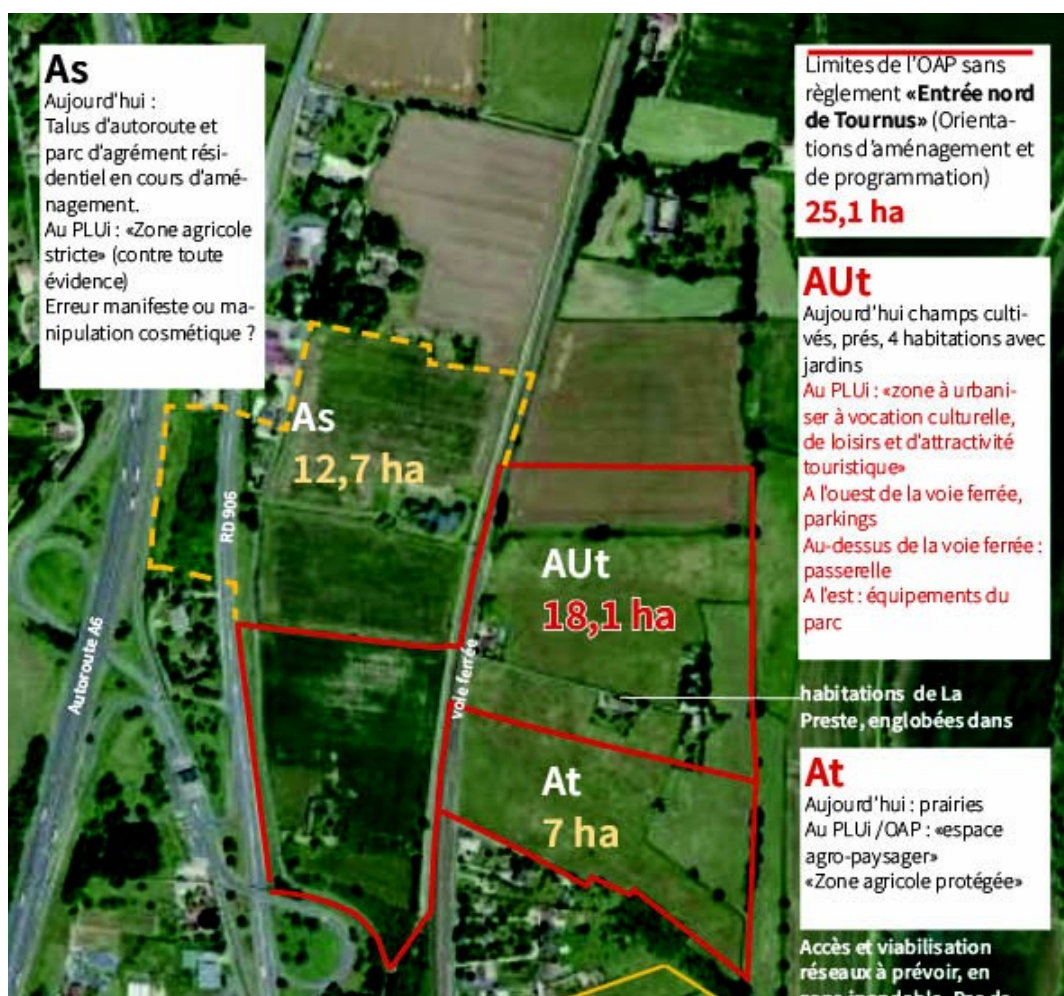 As
Aujourd'hui :
Talus d'autoroute et
parc d'agrément rési-
dentiel en cours d'amé-
nagement.
Au PLUi : «Zone agricole
stricte» (contre toute
évidence)
Erreur manifeste ou ma-
nipulation cosmétique ?
Limites de l'OAP sans
règlement «Entrée nord
de Tournus» (Orienta-
tions d'aménagement et
de programmation)
25,1 ha
AUt
Aujourd'hui champs culti-
vés, prés, 4 habitations avec
jardins
Au PLUi : «zone à urbani-
ser à vocation culturelle,
de loisirs et d'attractivité
touristique»
A l'ouest de la voie ferrée,
parkings
Au-dessus de la voie ferrée :
passerelle
A l'est : équipements du
parc
As
12,7 ha
RD 906
Autoroute A6
voie ferrée
AUt
18,1 ha
habitations de La
Preste, englobées dans
At
7 ha
At
Aujourd'hui : prairies
Au PLUi /OAP : «espace
agro-paysager»
«Zone agricole protégée»
Accès et viabilisation
réseaux à prévoir, en